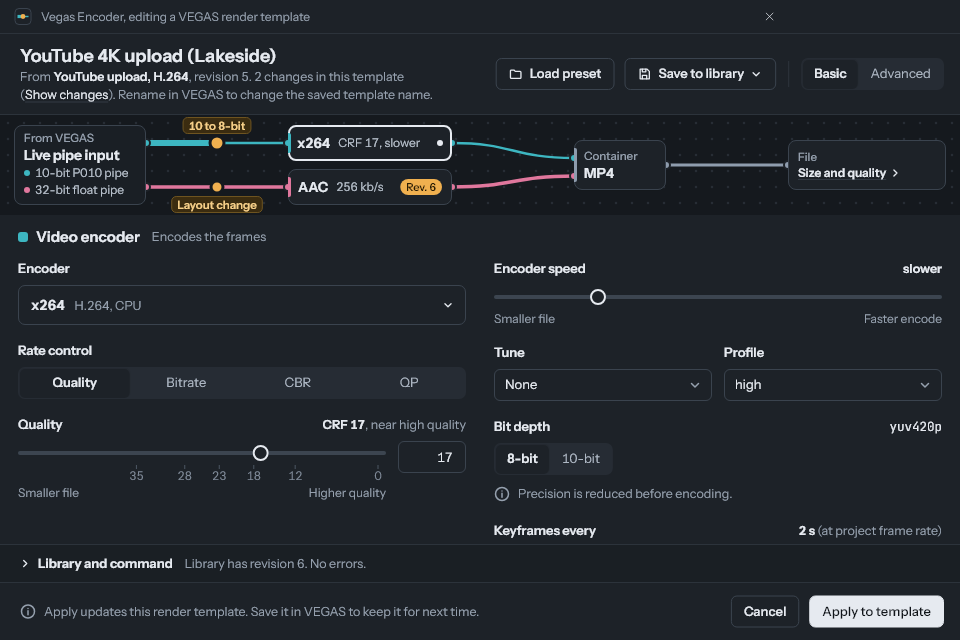 Vegas Encoder, editing a VEGAS render template
YouTube 4K upload (Lakeside)
From YouTube upload, H.264, revision 5. 2 changes in this template
(Show changes). Rename in VEGAS to change the saved template name.
Load preset
Save to library
Basic
Advanced
From VEGAS
Live pipe input
10-bit P010 pipe
32-bit float pipe
10 to 8-bit
Layout change
x264 CRF 17, slower
AAC 256 kb/s Rev. 6
Container
MP4
File
Size and quality
Video encoder Encodes the frames
Encoder
x264 H.264, CPU
Rate control
Quality
Bitrate
CBR
QP
Quality
CRF 17, near high quality
17
35 28 23 18 12 0
Smaller file
Higher quality
Encoder speed
slower
Smaller file
Faster encode
Tune
None
Profile
high
Bit depth
yuv420p
8-bit
10-bit
Precision is reduced before encoding.
Keyframes every
2 s (at project frame rate)
Library and command Library has revision 6. No errors.
Apply updates this render template. Save it in VEGAS to keep it for next time.
Cancel
Apply to template